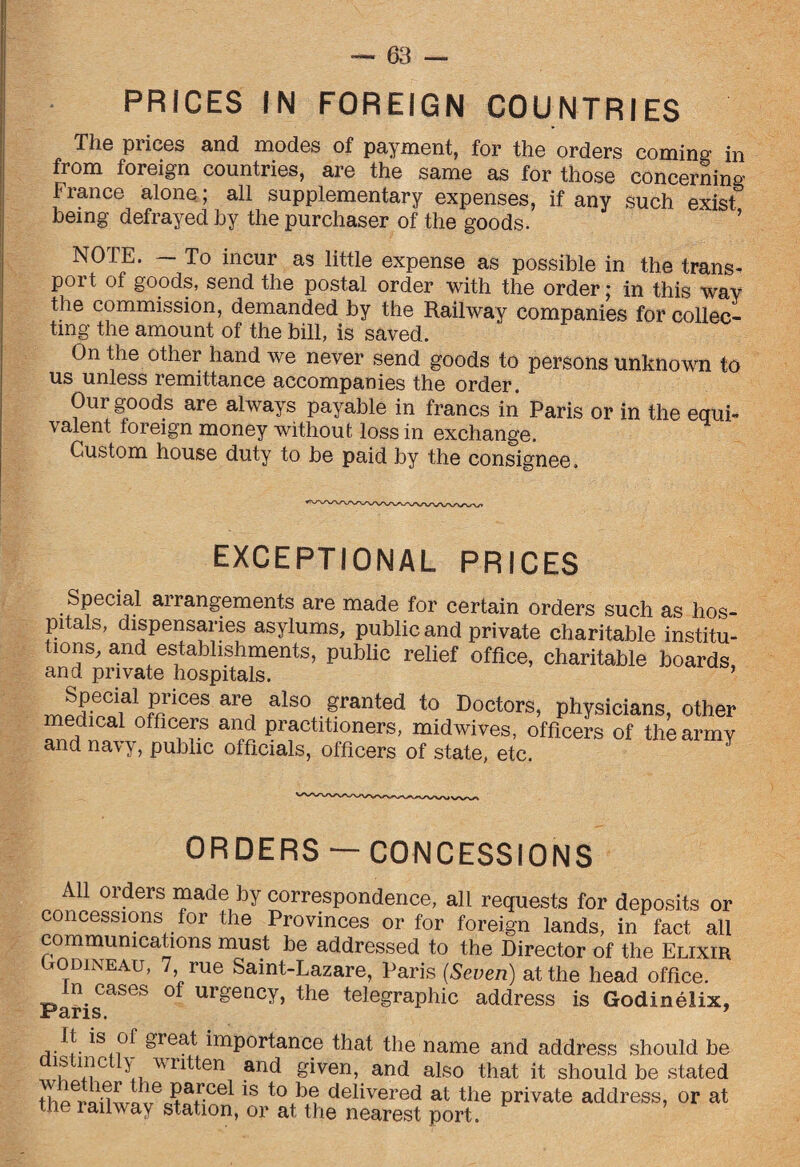 — 63 —
PRICES IN FOREIGN COUNTRIES
The prices and modes of payment, for the orders coming in
from foreign countries, are the same as for those concerning
France alone; all supplementary expenses, if any such exist,
being defrayed by the purchaser of the goods.
NOTE. — To incur as little expense as possible in the trans-
port of goods, send the postal order with the order; in this way
the commission, demanded by the Railway companies for collec-
ting the amount of the bill, is saved.
On the other hand we never send goods to persons unknown to
us unless remittance accompanies the order.
Our goods are always payable in francs in Paris or in the equi-
valent foreign money without loss in exchange.
Custom house duty to be paid by the consignee.
EXCEPTIONAL PRICES
Special arrangements are made for certain orders such as hos-
pitals, dispensaries asylums, public and private charitable institu-
tions, and establishments, public relief office, charitable boards,
and private hospitals.
Special prices are also granted to Doctors, physicians, other
medical officers and practitioners, midwives, officers of the army
and navy, public officials, officers of state, etc.
ORDERS — CONCESSIONS
All orders made by correspondence, all requests for deposits or
concessions for the Provinces or for foreign lands, in fact all
communications must be addressed to the Director of the ELIXIR
GODINEAU, 7, rue Saint-Lazare, Paris (Seven) at the head office.
In cases of urgency, the telegraphic address is Godinélix,
Paris.
It is of great importance that the name and address should be
distinctly written and given, and also that it should be stated
whether the parcel is to be delivered at the private address, or at
the railway station, or at the nearest port.